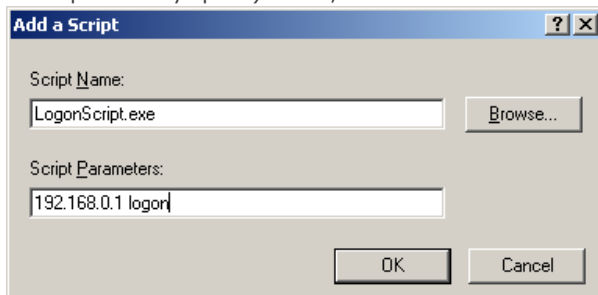 Add a Script
Script Name:
LogonScript.exe
Browse...
Script Parameters:
192.168.0.1 logon
OK Cancel